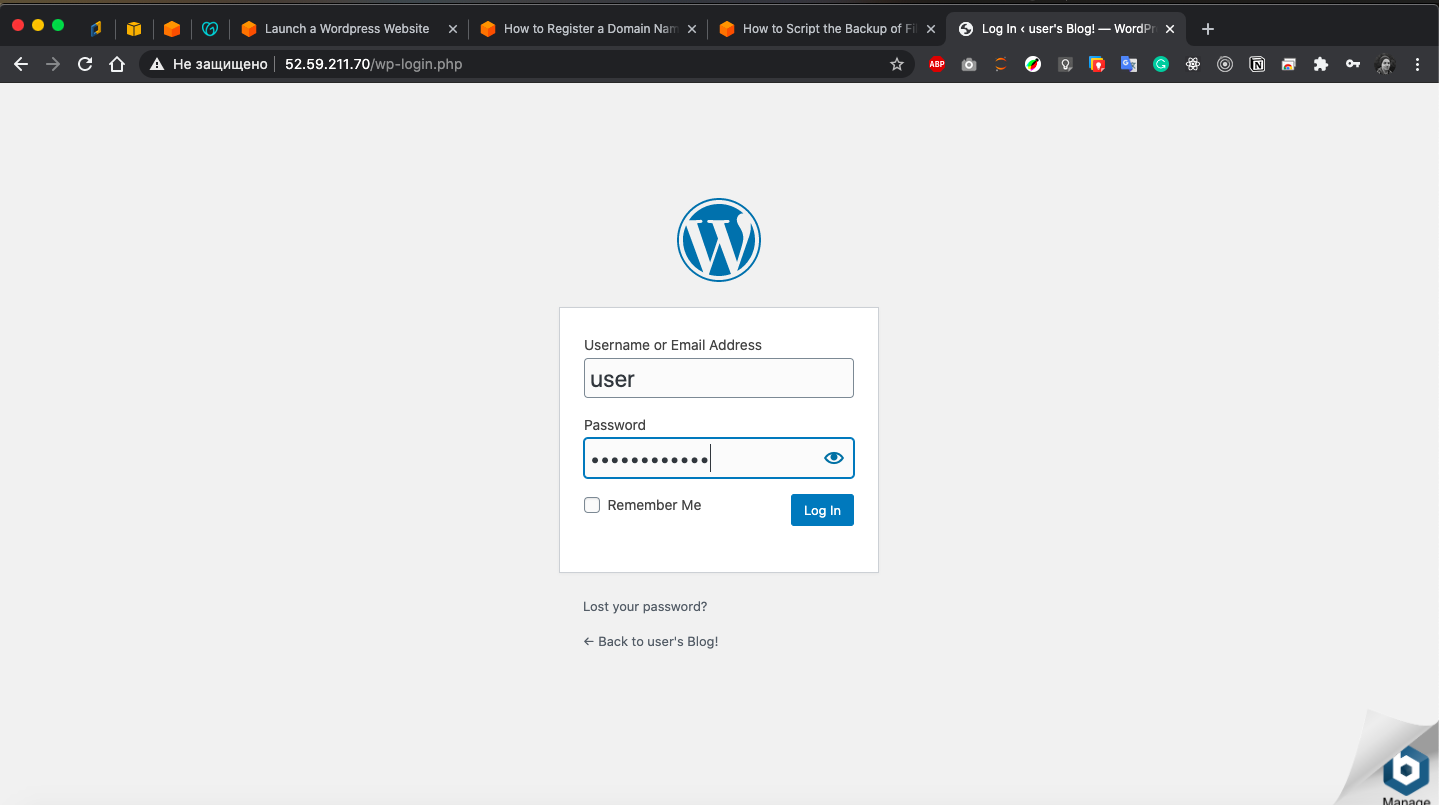 Launch a Wordpress Website
How to Register a Domain Nam
How to Script the Backup of Fil
Log In ‹ user's Blog! — WordPre
Не защищено
52.59.211.70/wp-login.php
ABP
Username or Email Address
user
Password
Remember Me
Log In
Lost your password?
← Back to user's Blog!
Manage